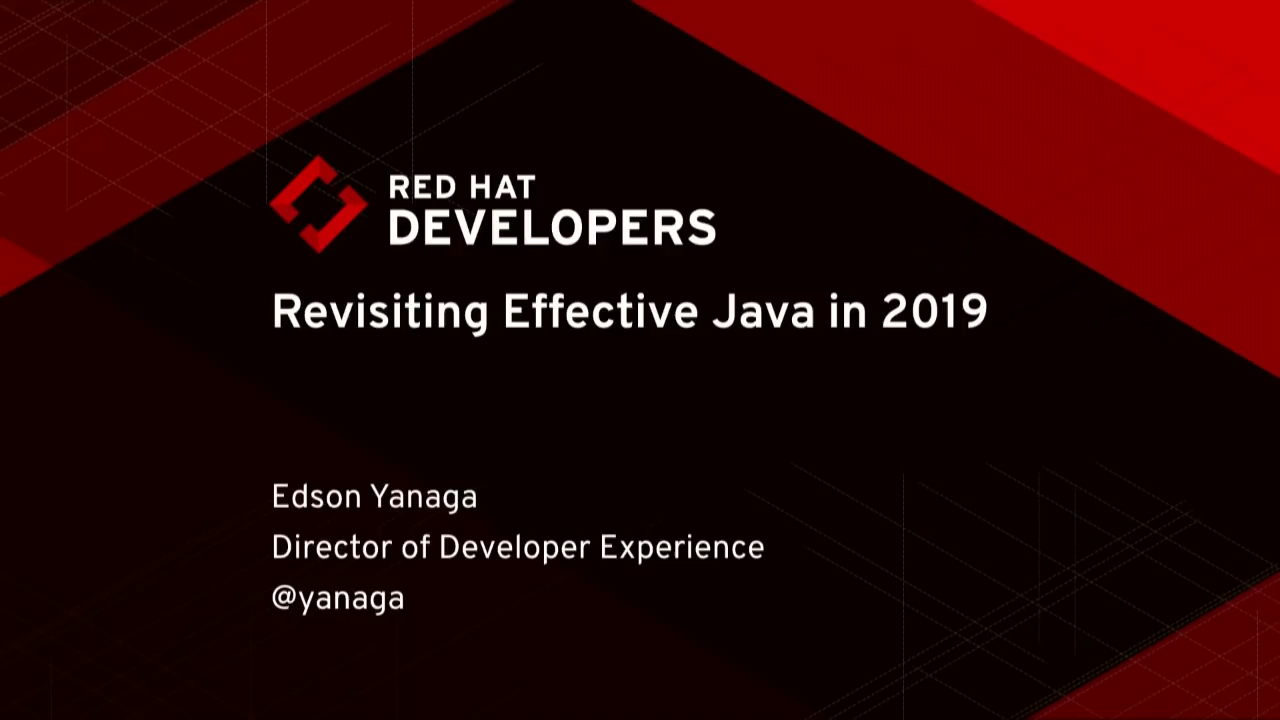 RED HAT
DEVELOPERS
Revisiting Effective Java in 2019
Edson Yanaga
Director of Developer Experience
@yanaga